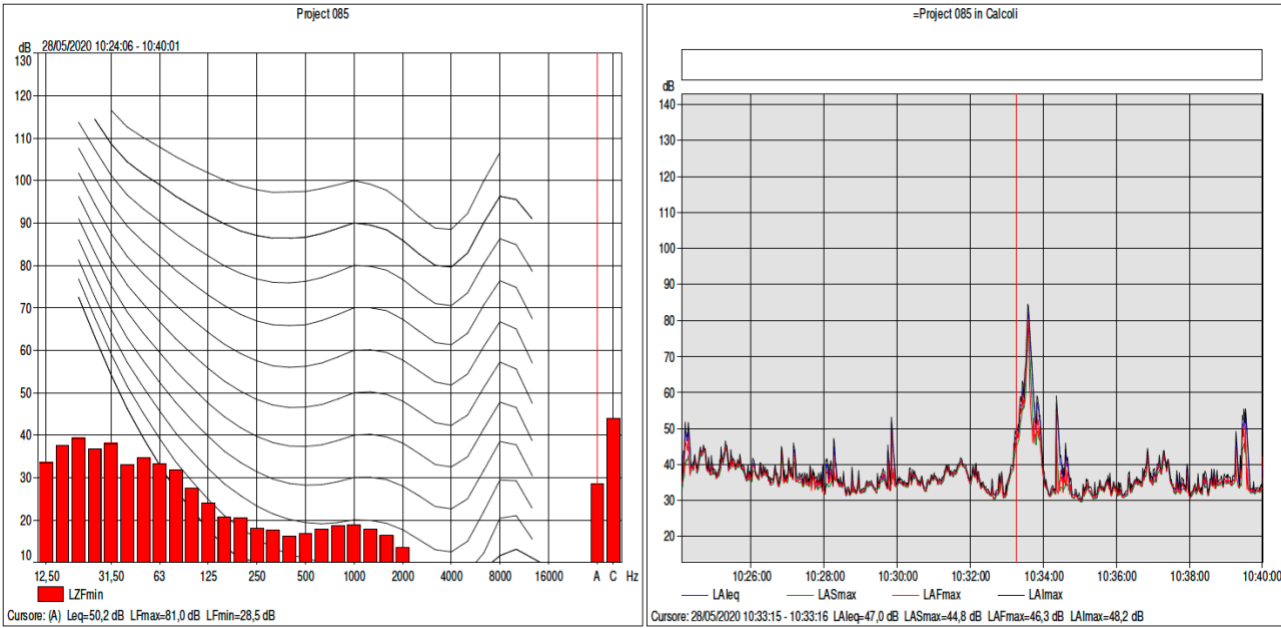 Project 085
dB 28/05/2020 10:24:06 - 10:40:01
130
120
110
100
90
80
70
60
50
40
30
20
10
12,50 31,50 63 125 250 500 1000 2000 4000 8000 16000 A C Hz
LZFmin
Cursore: (A) Leq=50,2 dB LFmax=81,0 dB LFmin=28,5 dB
=Project 085 in Calcoli
dB
140
130
120
110
100
90
80
70
60
50
40
30
20
10:26:00 10:28:00 10:30:00 10:32:00 10:34:00 10:36:00 10:38:00 10:40:00
LAIeq LASmax LAFmax LAImax
Cursore: 28/05/2020 10:33:15 - 10:33:16 LAIeq=47,0 dB LASmax=44,8 dB LAFmax=46,3 dB LAImax=48,2 dB